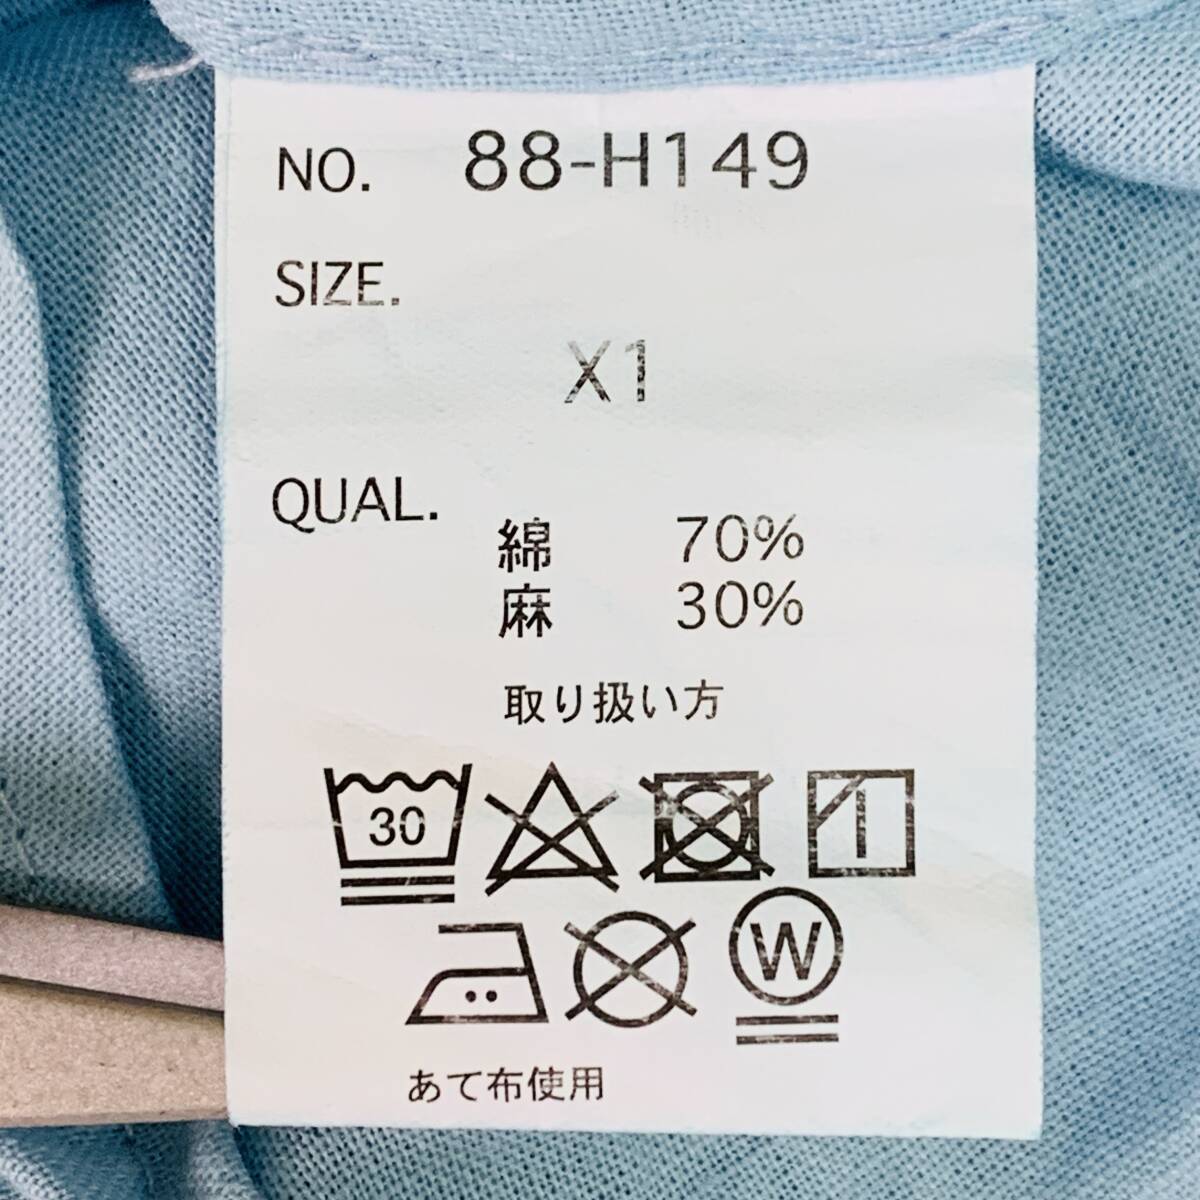 NO. 88-H149
SIZE.
X1
QUAL.
綿 70%
麻 30%
取り扱い方
30
W
あて布使用